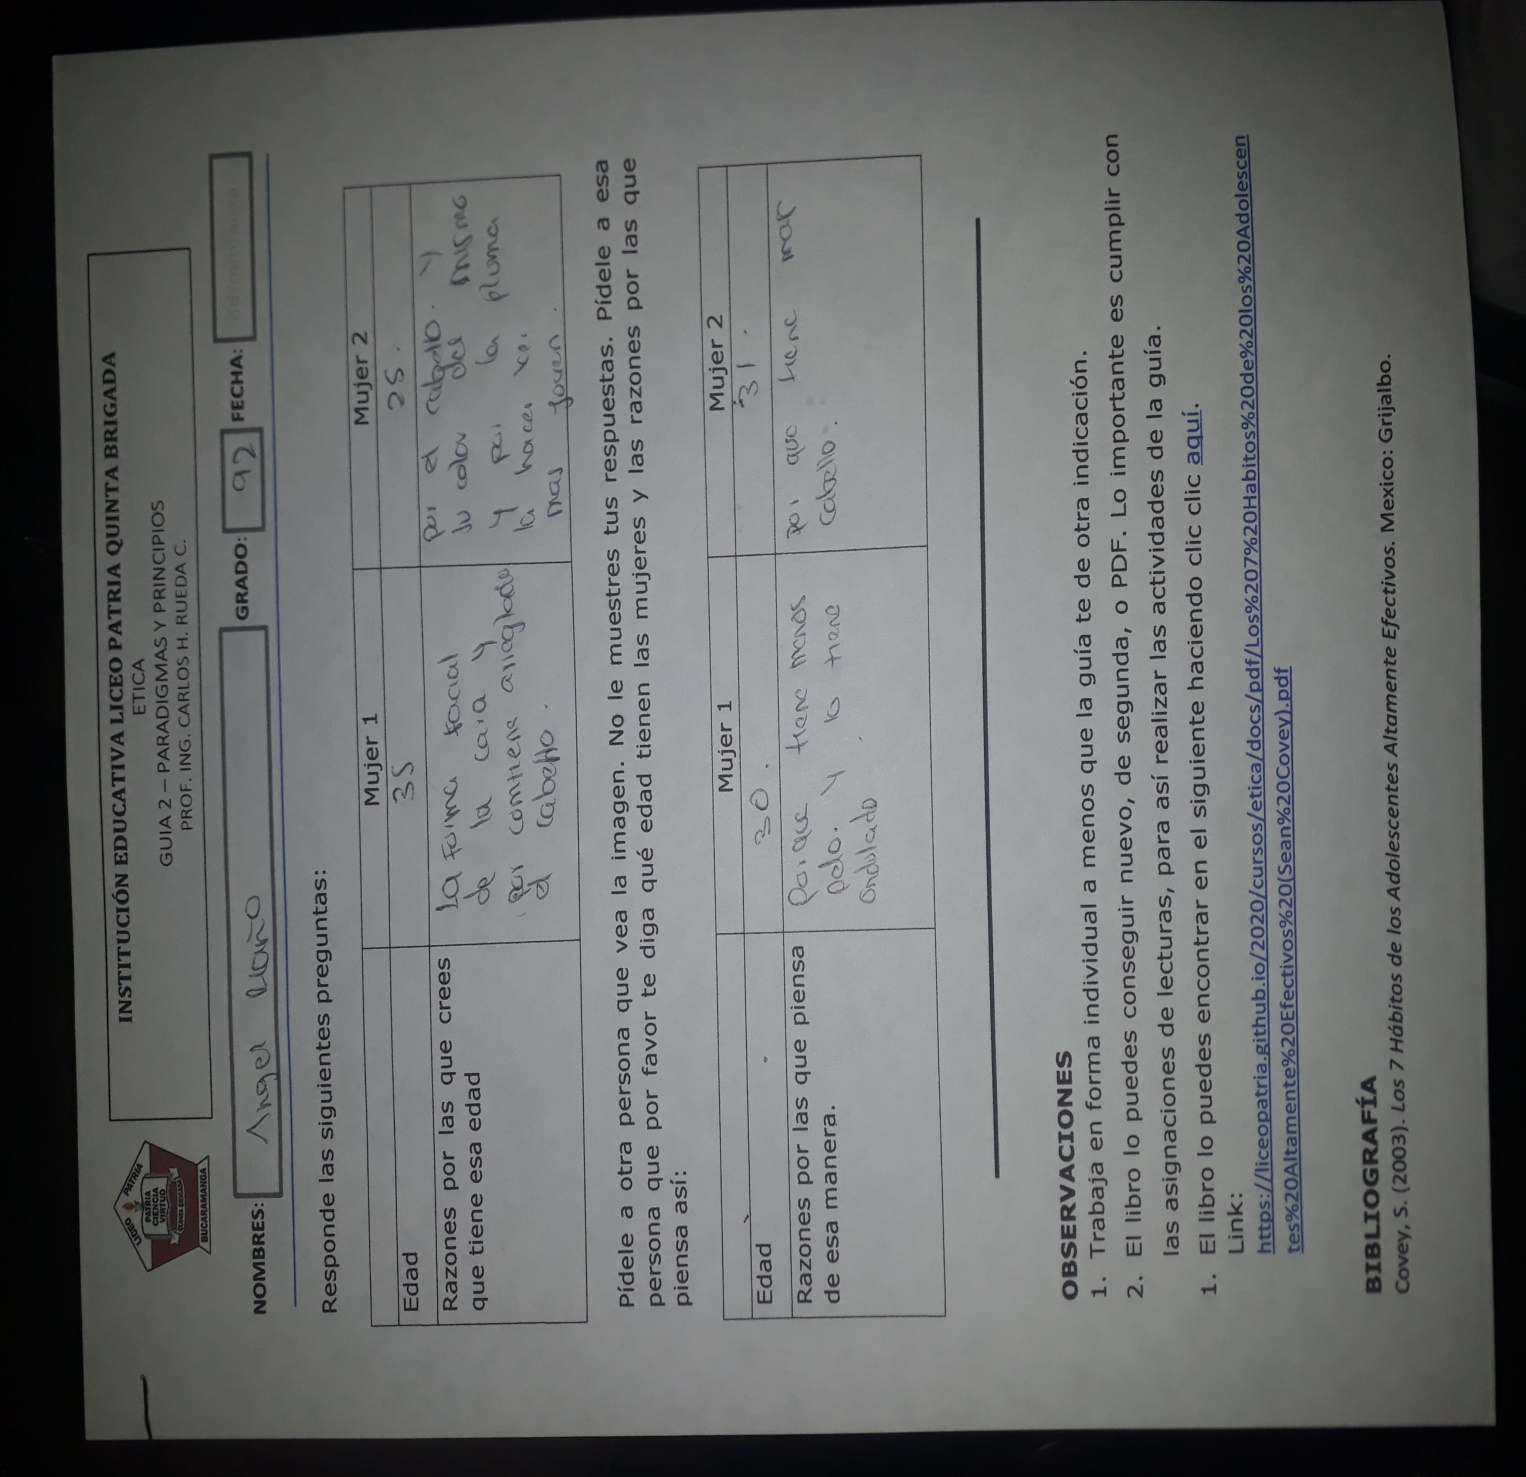 LICEO PATRIA
PATRIA
CIENCIA
VIRTUD
QUINTA BRIGADA
BUCARAMANGA
INSTITUCIÓN EDUCATIVA LICEO PATRIA QUINTA BRIGADA
ETICA
GUIA 2 – PARADIGMAS Y PRINCIPIOS
PROF. ING. CARLOS H. RUEDA C.
NOMBRES: Angel GRADO: 92 FECHA: dd/mm/aaaa
Responde las siguientes preguntas:
Mujer 1 Mujer 2
Edad 35 25.
Razones por las que crees
que tiene esa edad
La forma facial
de la cara y
por contiene arreglado
el cabello.
por el cabello. y
su color del mismo
y por la pluma
la hacer ver
mas joven.
Pídele a otra persona que vea la imagen. No le muestres tus respuestas. Pídele a esa
persona que por favor te diga qué edad tienen las mujeres y las razones por las que
piensa así:
Mujer 1 Mujer 2
Edad 30. 31.
Razones por las que piensa
de esa manera.
Porque tiene menos
pelo. y lo tiene
ondulado
por que tiene mar
cabello.
OBSERVACIONES
1. Trabaja en forma individual a menos que la guía te de otra indicación.
2. El libro lo puedes conseguir nuevo, de segunda, o PDF. Lo importante es cumplir con
las asignaciones de lecturas, para así realizar las actividades de la guía.
1. El libro lo puedes encontrar en el siguiente haciendo clic clic aquí.
Link:
https://liceopatria.github.io/2020/cursos/etica/docs/pdf/Los%207%20Habitos%20de%20los%20Adolescen
tes%20Altamente%20Efectivos%20(Sean%20Covey).pdf
BIBLIOGRAFÍA
Covey, S. (2003). Los 7 Hábitos de los Adolescentes Altamente Efectivos. Mexico: Grijalbo.